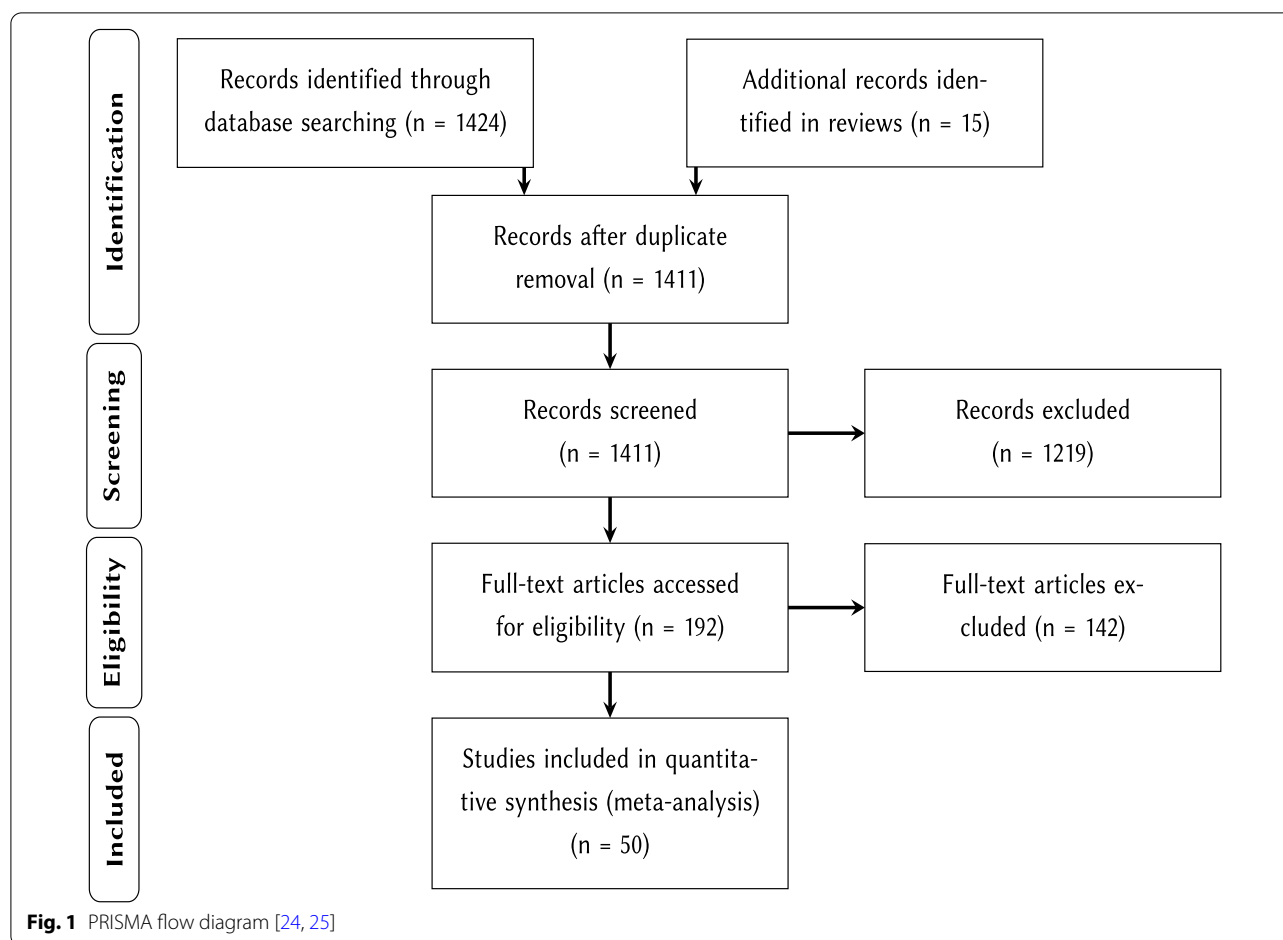 Identification
Records identified through
database searching (n = 1424)
Additional records iden-
tified in reviews (n = 15)
Records after duplicate
removal (n = 1411)
Screening
Records screened
(n = 1411)
Records excluded
(n = 1219)
Eligibility
Full-text articles accessed
for eligibility (n = 192)
Full-text articles ex-
cluded (n = 142)
Included
Studies included in quantita-
tive synthesis (meta-analysis)
(n = 50)
Fig. 1 PRISMA flow diagram [24, 25]